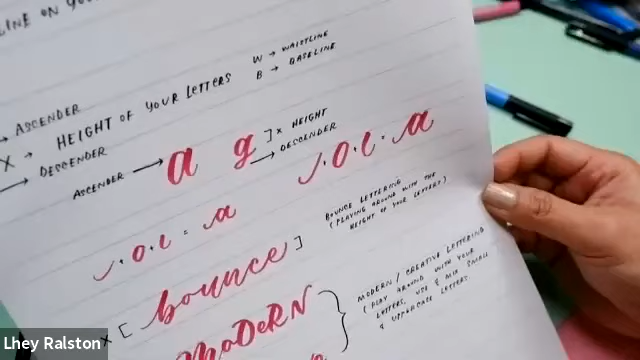 LINE ON YOU
W → WAISTLINE
B → BASELINE
→ ASCENDER
X → HEIGHT OF YOUR LETTERS
→ DESCENDER
ASCENDER → a g ] X HEIGHT
→ DESCENDER
· O · l = a
· O · l = a
BOUNCE LETTERING
(PLAYING AROUND WITH THE
HEIGHT OF YOUR LETTERS)
X [ bounce ]
MODERN / CREATIVE LETTERING
(PLAY AROUND WITH YOUR
LETTERS, USE & MIX SMALL
& UPPERCASE LETTERS
moDeRN }
Lhey Ralston